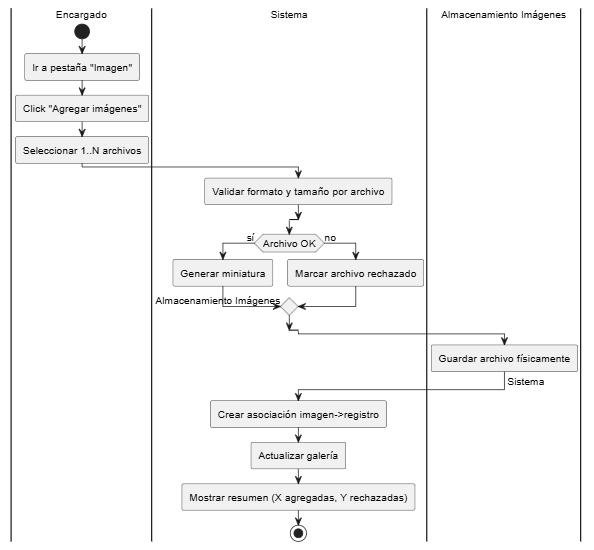 Encargado
Sistema
Almacenamiento Imágenes
Ir a pestaña "Imagen"
Click "Agregar imágenes"
Seleccionar 1..N archivos
Validar formato y tamaño por archivo
sí
Archivo OK
no
Generar miniatura
Marcar archivo rechazado
Almacenamiento Imágenes
Guardar archivo físicamente
Sistema
Crear asociación imagen->registro
Actualizar galería
Mostrar resumen (X agregadas, Y rechazadas)